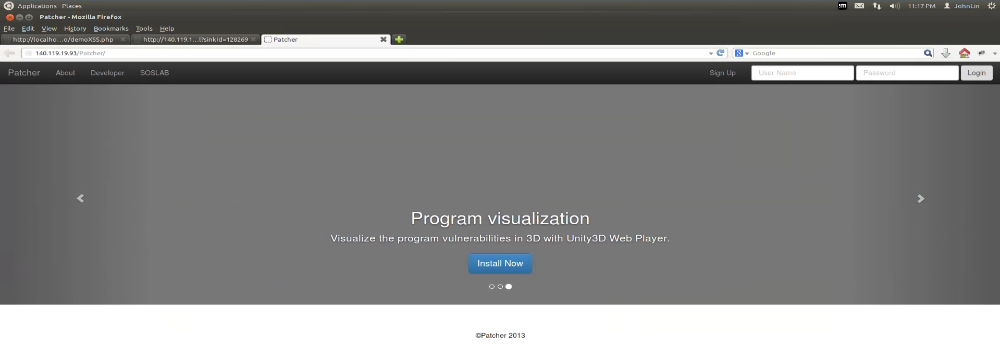 Applications Places !m 11:17 PM JohnLin
Patcher - Mozilla Firefox
File Edit View History Bookmarks Tools Help
http://localho...o/demoXSS.php http://140.119.1...l?sinkId=128269 Patcher
140.119.19.93/Patcher/ 8 Google
Patcher About Developer SOSLAB Sign Up User Name Password Login
Program visualization
Visualize the program vulnerabilities in 3D with Unity3D Web Player.
Install Now
©Patcher 2013